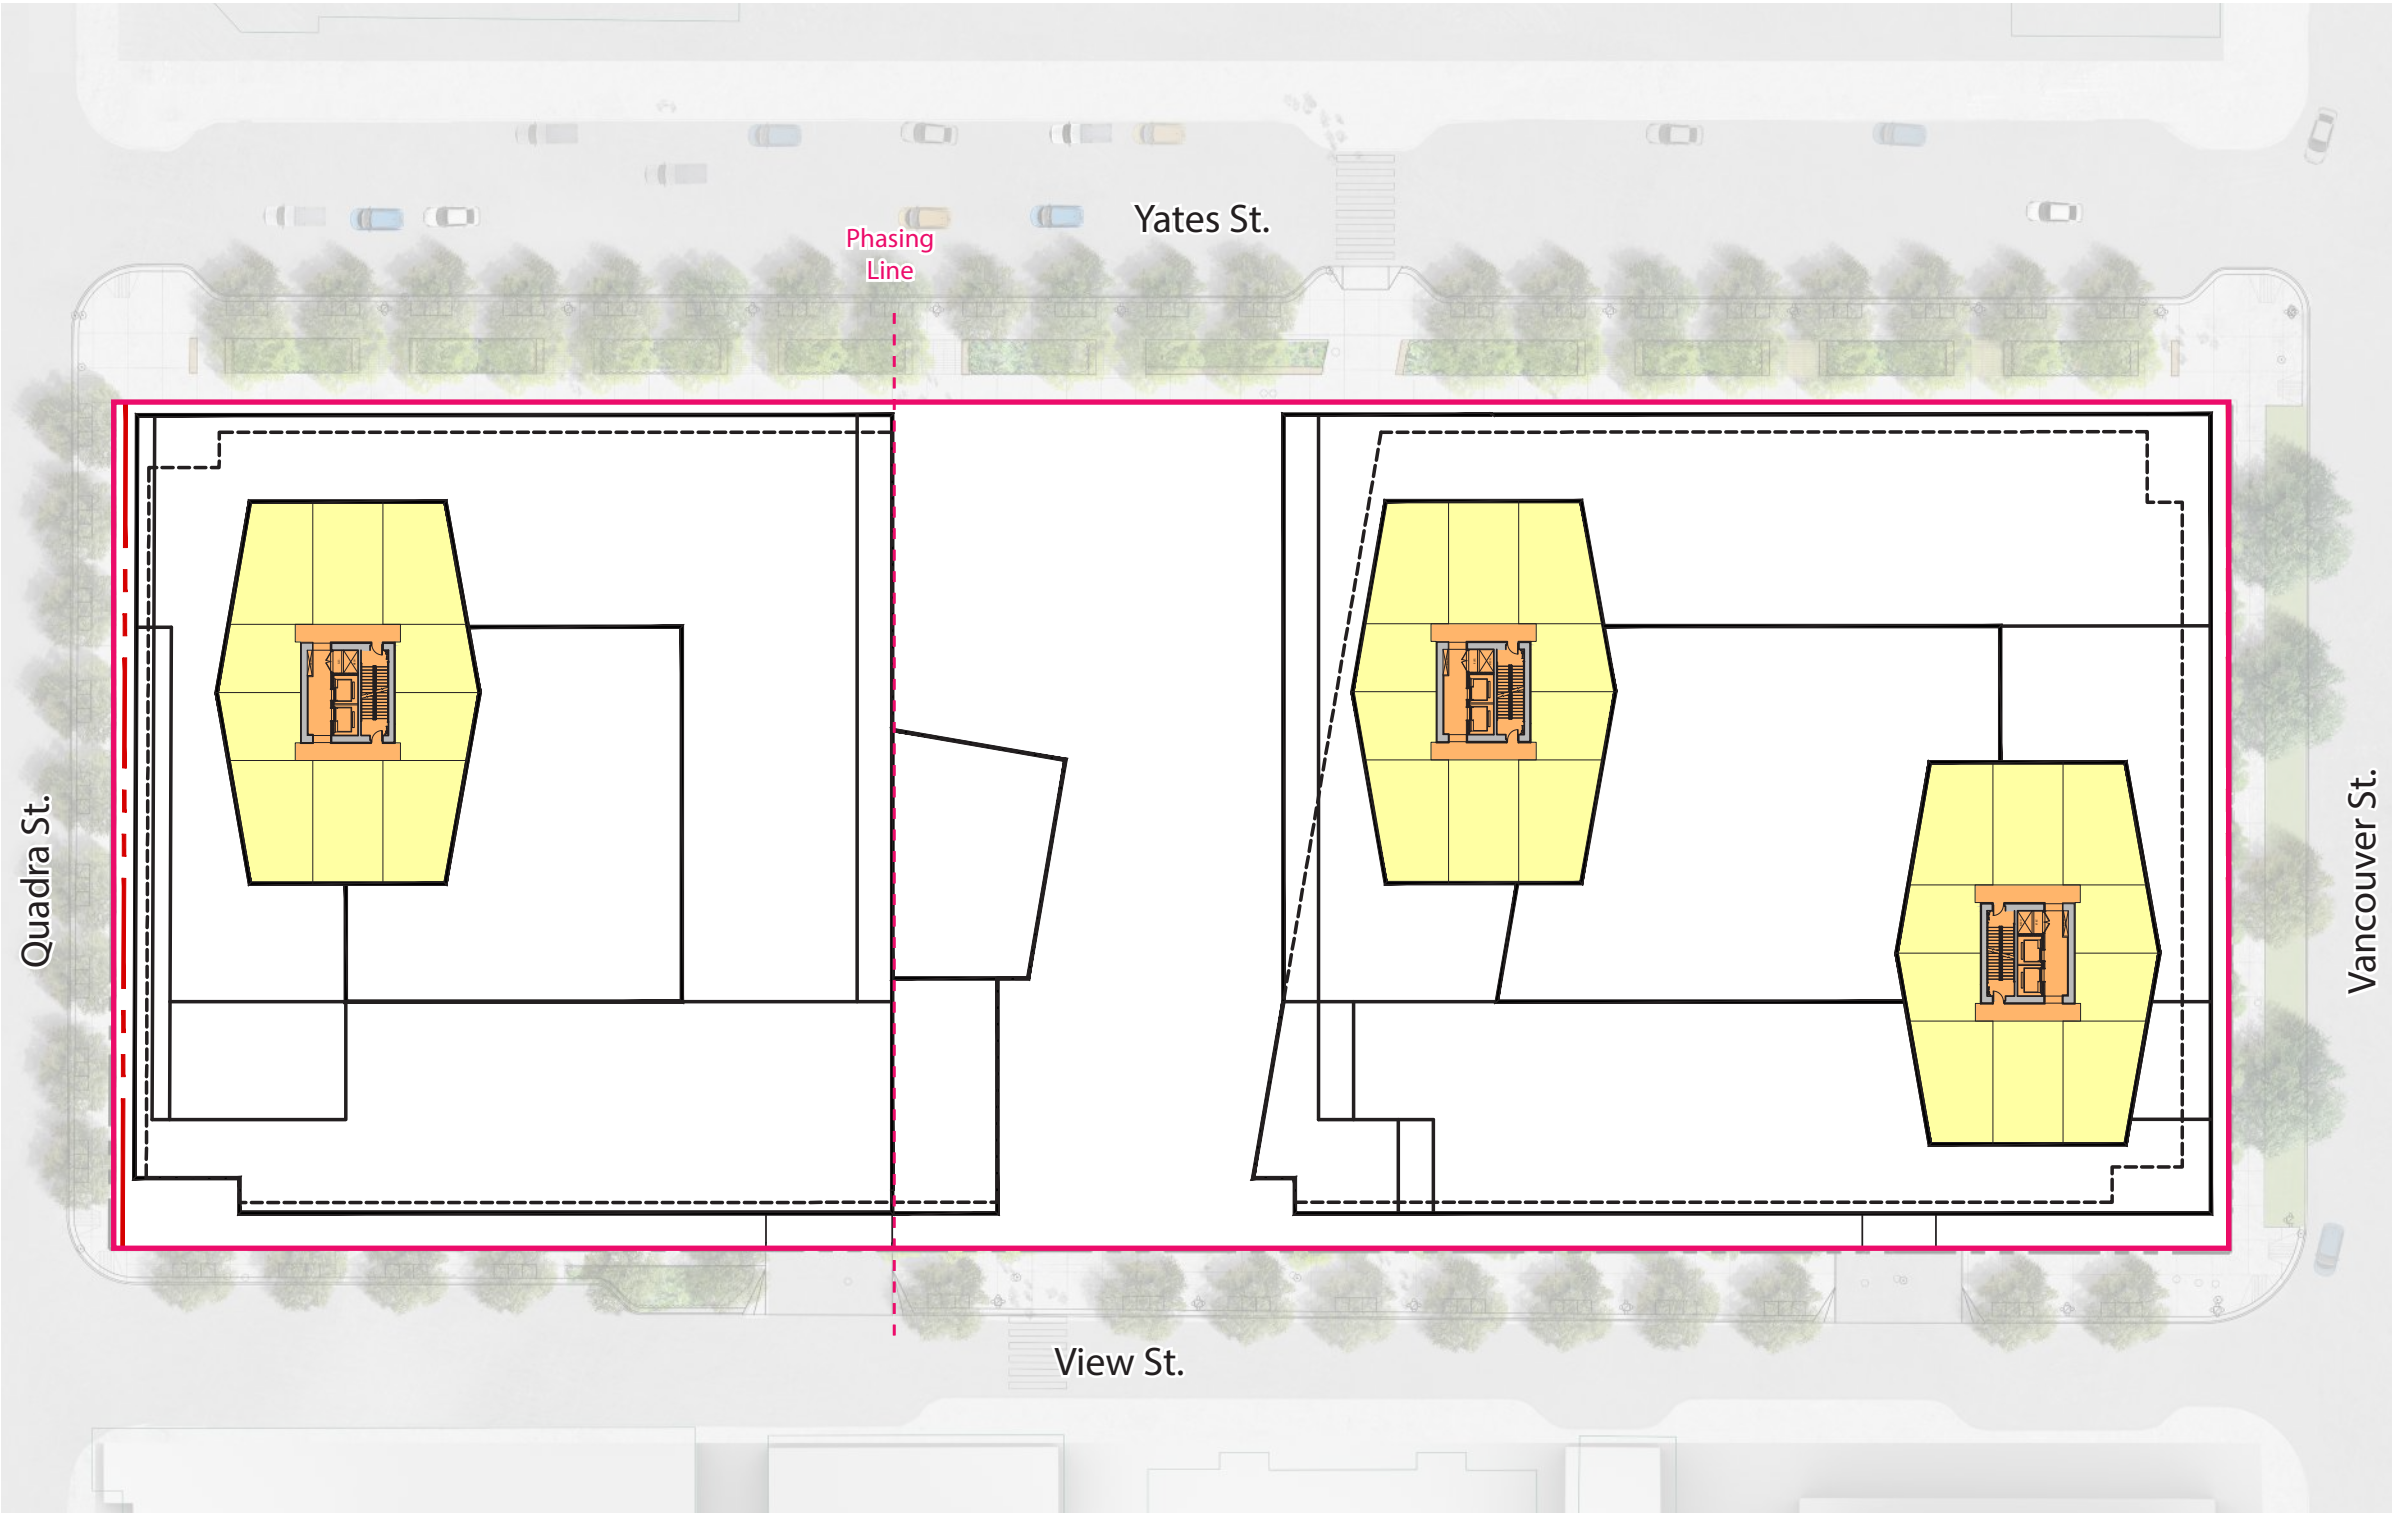 Yates St.
Phasing
Line
Quadra St.
Vancouver St.
View St.